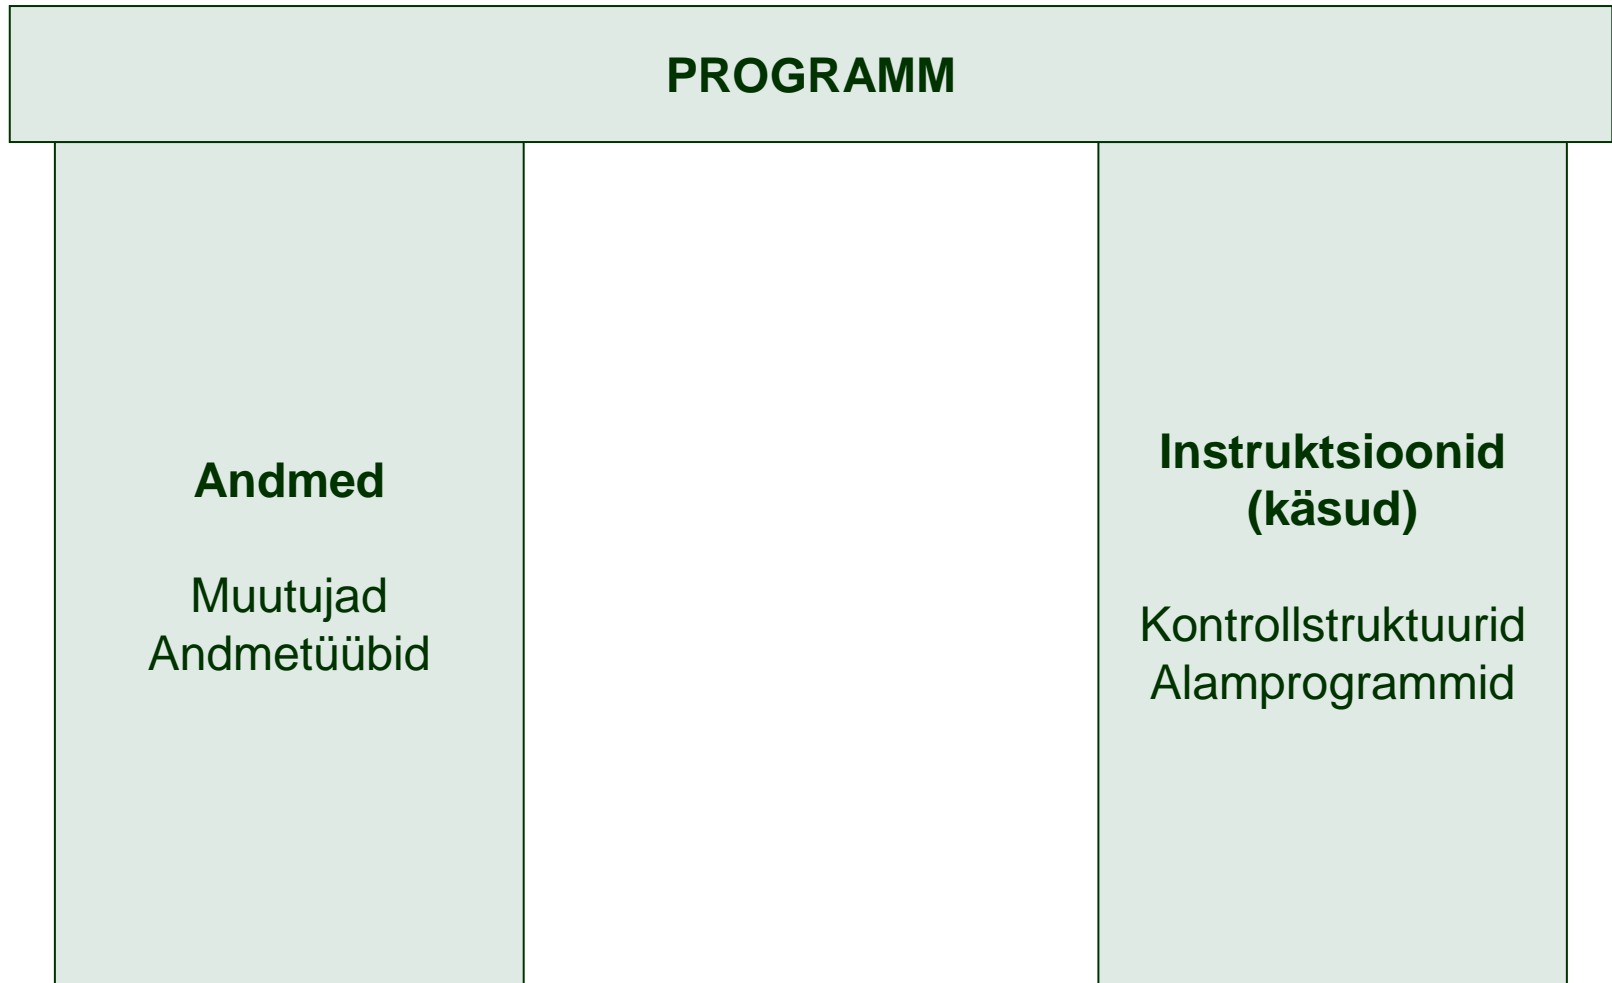 PROGRAMM
Andmed
Muutujad
Andmetüübid
Instruktsioonid
(käsud)
Kontrollstruktuurid
Alamprogrammid